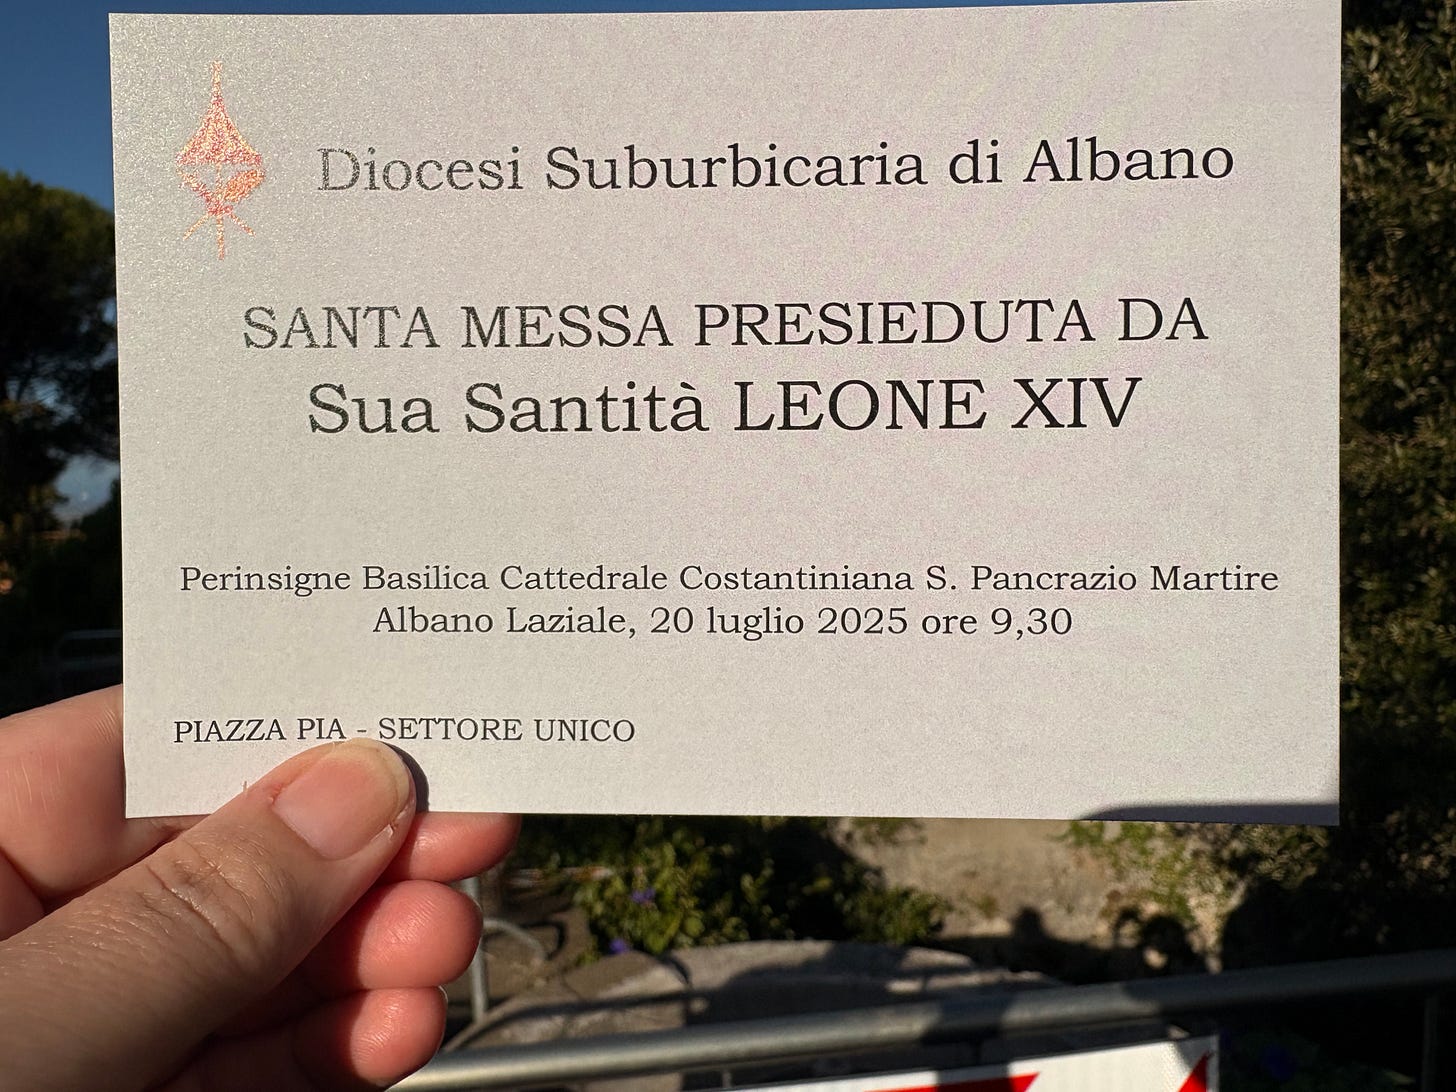 Diocesi Suburbicaria di Albano
SANTA MESSA PRESIEDUTA DA
Sua Santità LEONE XIV
Perinsigne Basilica Cattedrale Costantiniana S. Pancrazio Martire
Albano Laziale, 20 luglio 2025 ore 9,30
PIAZZA PIA - SETTORE UNICO